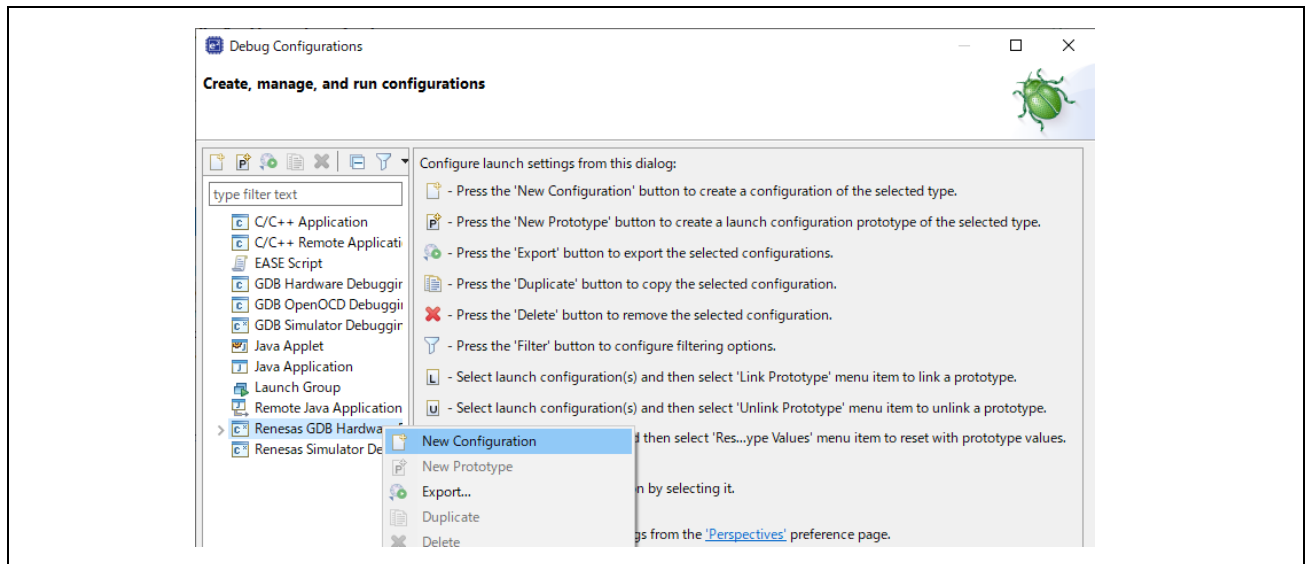 Debug Configurations
Create, manage, and run configurations
type filter text
C/C++ Application
C/C++ Remote Applicati
EASE Script
GDB Hardware Debuggin
GDB OpenOCD Debuggi
GDB Simulator Debuggin
Java Applet
Java Application
Launch Group
Remote Java Application
Renesas GDB Hardwa
Renesas Simulator De
Configure launch settings from this dialog:
- Press the 'New Configuration' button to create a configuration of the selected type.
- Press the 'New Prototype' button to create a launch configuration prototype of the selected type.
- Press the 'Export' button to export the selected configurations.
- Press the 'Duplicate' button to copy the selected configuration.
- Press the 'Delete' button to remove the selected configuration.
- Press the 'Filter' button to configure filtering options.
- Select launch configuration(s) and then select 'Link Prototype' menu item to link a prototype.
- Select launch configuration(s) and then select 'Unlink Prototype' menu item to unlink a prototype.
then select 'Res...ype Values' menu item to reset with prototype values.
n by selecting it.
gs from the 'Perspectives' preference page.
New Configuration
New Prototype
Export...
Duplicate
Delete